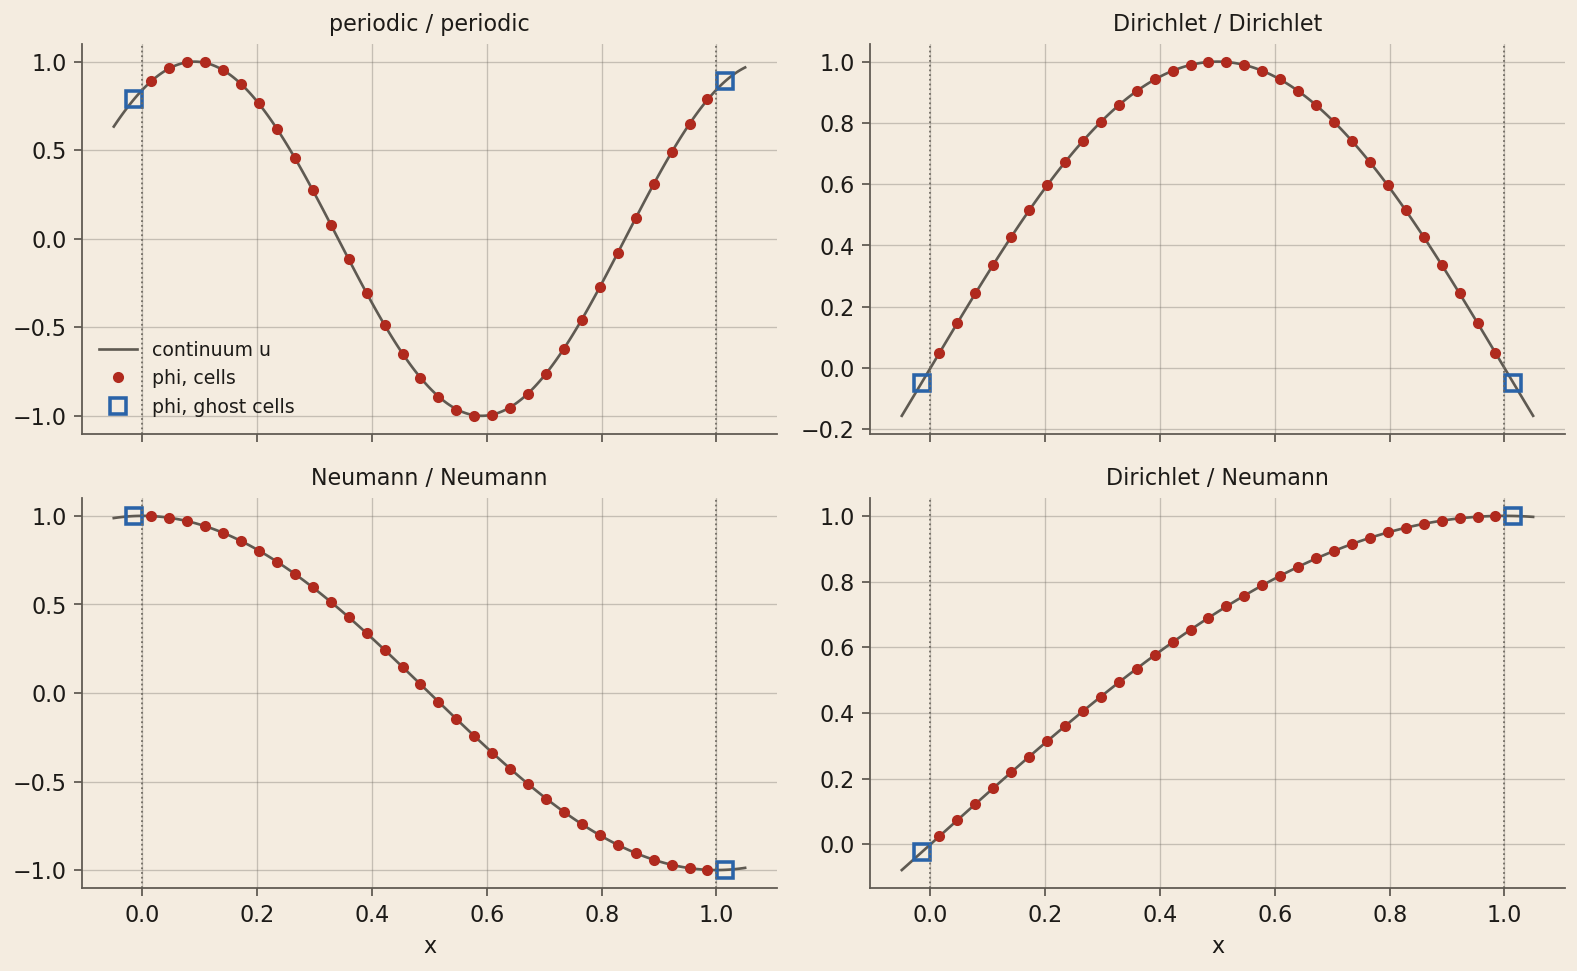 periodic / periodic
1.0
0.5
0.0
−0.5
−1.0
continuum u
phi, cells
phi, ghost cells
Dirichlet / Dirichlet
1.0
0.8
0.6
0.4
0.2
0.0
−0.2
Neumann / Neumann
1.0
0.5
0.0
−0.5
−1.0
0.0 0.2 0.4 0.6 0.8 1.0
x
Dirichlet / Neumann
1.0
0.8
0.6
0.4
0.2
0.0
0.0 0.2 0.4 0.6 0.8 1.0
x